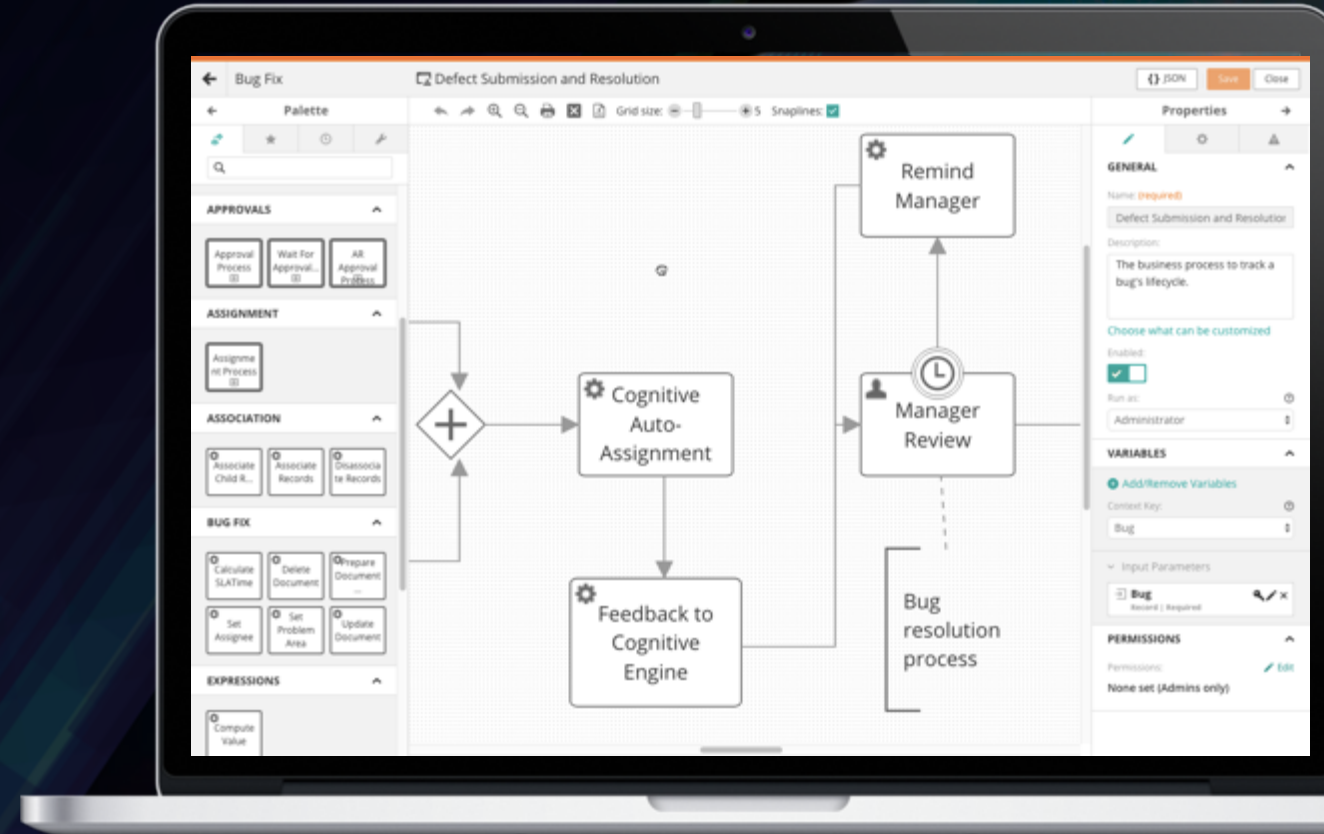 Bug Fix
Defect Submission and Resolution
{} JSON
Save
Close
Palette
Grid size:
5
Snaplines:
Properties
APPROVALS
Approval
Process
Wait For
Approval...
AR
Approval
Process
ASSIGNMENT
Assignme
nt Process
ASSOCIATION
Associate
Child R...
Associate
Records
Disassocia
te Records
BUG FIX
Calculate
SLATime
Delete
Document
Prepare
Document
...
Set
Assignee
Set
Problem
Area
Update
Document
EXPRESSIONS
Compute
Value
Remind
Manager
Cognitive
Auto-
Assignment
Manager
Review
Feedback to
Cognitive
Engine
Bug
resolution
process
GENERAL
Name: (required)
Defect Submission and Resolution
Description:
The business process to track a
bug's lifecycle.
Choose what can be customized
Enabled:
Run as:
Administrator
VARIABLES
Add/Remove Variables
Context Key:
Bug
Input Parameters
Bug
Record | Required
PERMISSIONS
Permissions:
Edit
None set (Admins only)